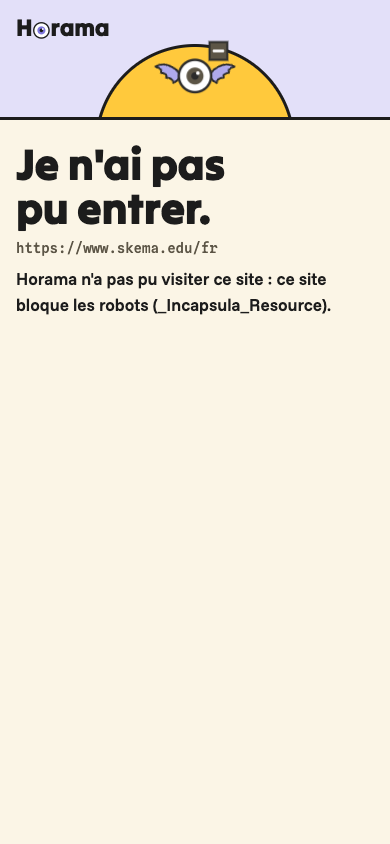 Horama
Je n'ai pas
pu entrer.
https://www.skema.edu/fr
Horama n'a pas pu visiter ce site : ce site
bloque les robots (_Incapsula_Resource).